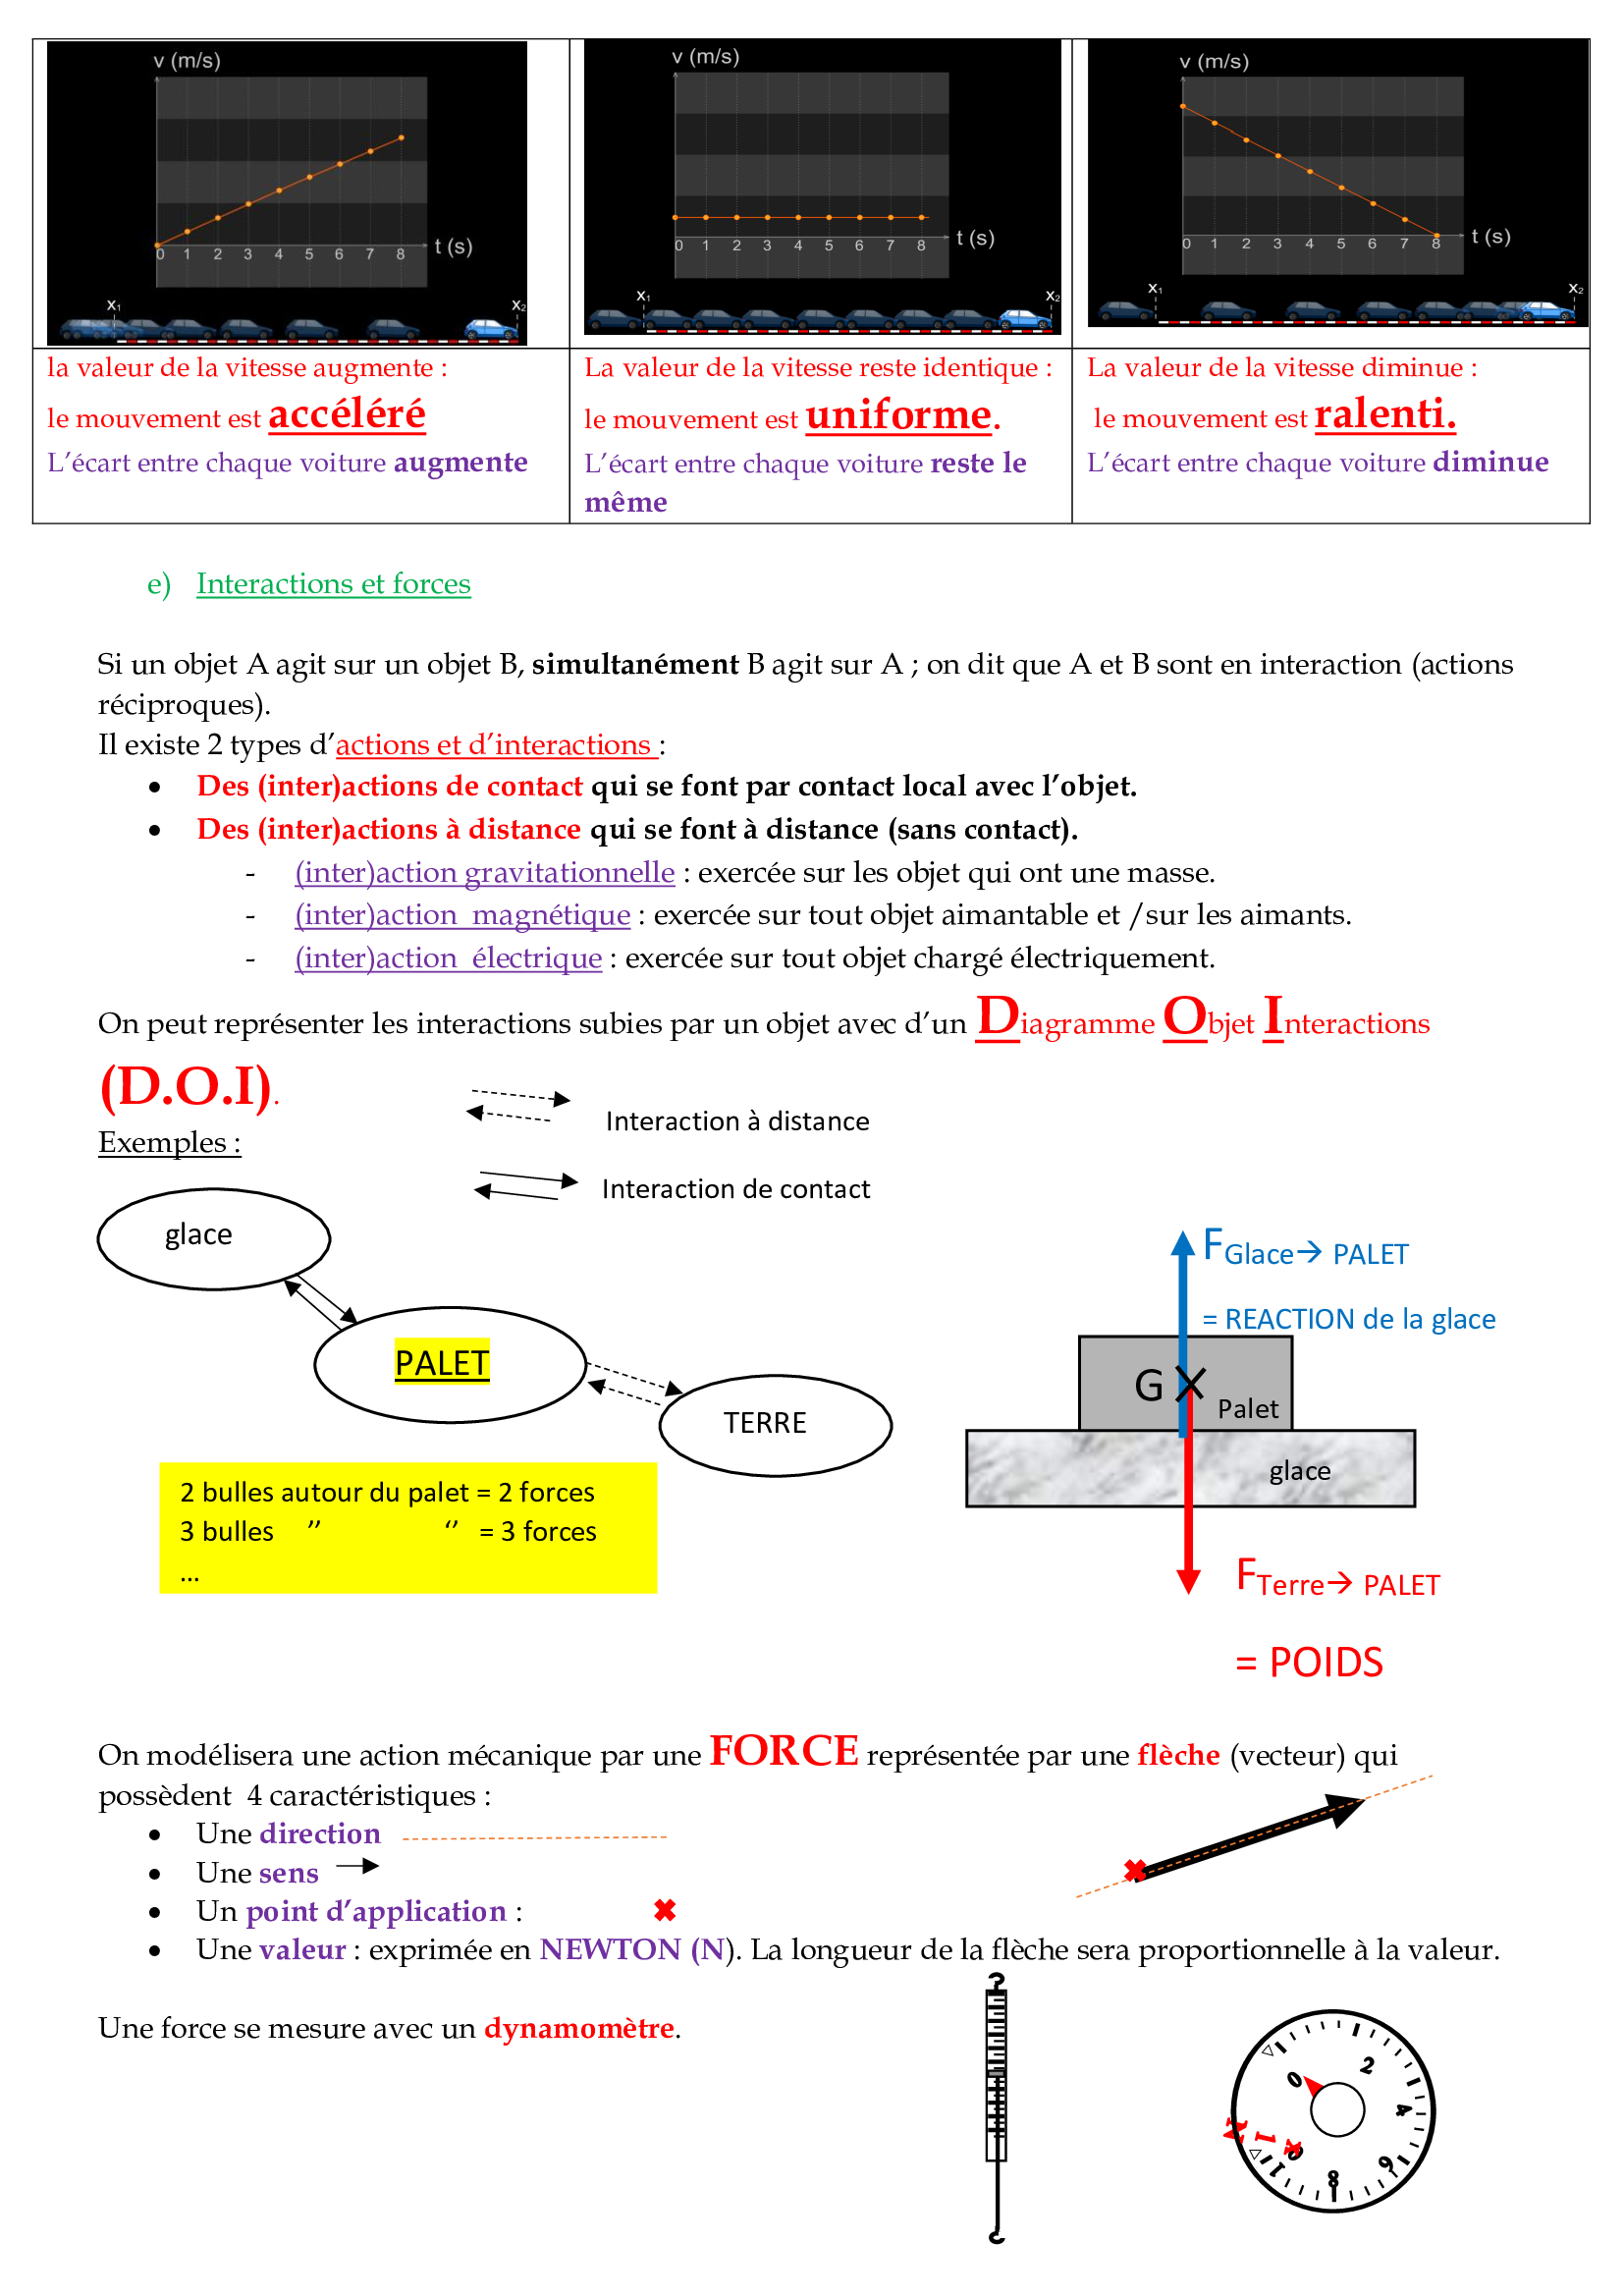 v (m/s)
0 1 2 3 4 5 6 7 8 t (s)
x₁ x₂
v (m/s)
0 1 2 3 4 5 6 7 8 t (s)
x₁ x₂
v (m/s)
0 1 2 3 4 5 6 7 8 t (s)
x₁ x₂
la valeur de la vitesse augmente :
le mouvement est accéléré
L’écart entre chaque voiture augmente
La valeur de la vitesse reste identique :
le mouvement est uniforme.
L’écart entre chaque voiture reste le
même
La valeur de la vitesse diminue :
le mouvement est ralenti.
L’écart entre chaque voiture diminue
e) Interactions et forces
Si un objet A agit sur un objet B, simultanément B agit sur A ; on dit que A et B sont en interaction (actions
réciproques).
Il existe 2 types d’actions et d’interactions :
• Des (inter)actions de contact qui se font par contact local avec l’objet.
• Des (inter)actions à distance qui se font à distance (sans contact).
- (inter)action gravitationnelle : exercée sur les objet qui ont une masse.
- (inter)action magnétique : exercée sur tout objet aimantable et /sur les aimants.
- (inter)action électrique : exercée sur tout objet chargé électriquement.
On peut représenter les interactions subies par un objet avec d’un Diagramme Objet Interactions
(D.O.I).
Interaction à distance
Exemples :
Interaction de contact
glace
PALET
TERRE
2 bulles autour du palet = 2 forces
3 bulles ’’ ‘’ = 3 forces
...
F Glace→ PALET
= REACTION de la glace
G
Palet
glace
F Terre→ PALET
= POIDS
On modélisera une action mécanique par une FORCE représentée par une flèche (vecteur) qui
possèdent 4 caractéristiques :
• Une direction
• Une sens
• Un point d’application :
• Une valeur : exprimée en NEWTON (N). La longueur de la flèche sera proportionnelle à la valeur.
Une force se mesure avec un dynamomètre.
0 2 4 6 8 10
x 1 N